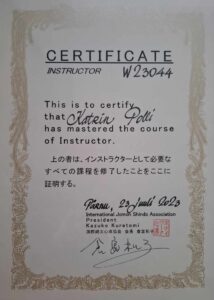 CERTIFICATE
INSTRUCTOR W23044
This is to certify
that Katrin Polli
has mastered the course
of Instructor.
上の者は、インストラクターとして必要な
すべての課程を修了したことをここに
証明する。
Pärnu, 23 Juuli 2023
International Jomon Shindo Association
President
Kazuko Kuratomi